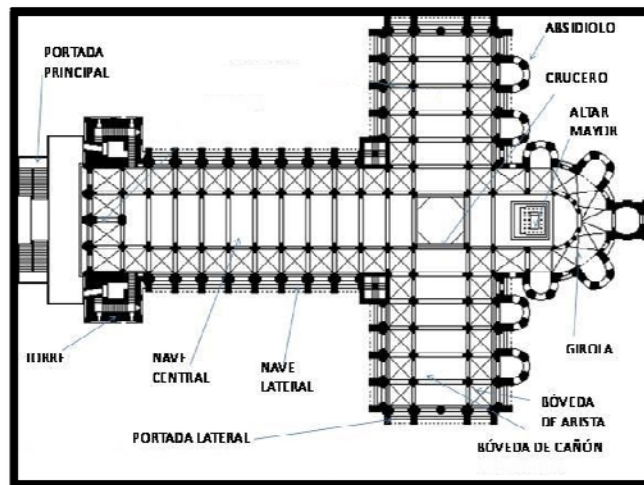 PORTADA
PRINCIPAL
ABSIDIOLO
CRUCERO
ALTAR
MAYOR
TORRE
NAVE
CENTRAL
NAVE
LATERAL
GIROLA
PORTADA LATERAL
BÓVEDA
DE ARISTA
BÓVEDA DE CAÑÓN